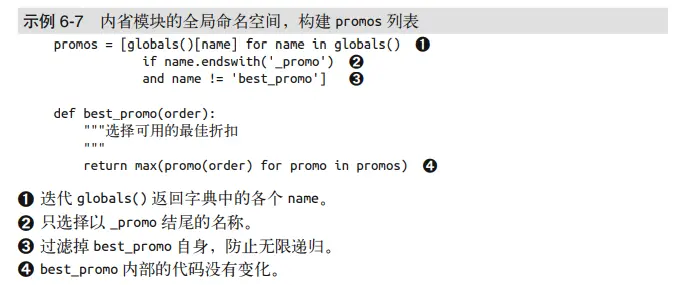 示例 6-7 内省模块的全局命名空间，构建 promos 列表
promos = [globals()[name] for name in globals() ❶
            if name.endswith('_promo') ❷
            and name != 'best_promo'] ❸

def best_promo(order):
    """选择可用的最佳折扣
    """
    return max(promo(order) for promo in promos) ❹
❶ 迭代 globals() 返回字典中的各个 name。
❷ 只选择以 _promo 结尾的名称。
❸ 过滤掉 best_promo 自身，防止无限递归。
❹ best_promo 内部的代码没有变化。